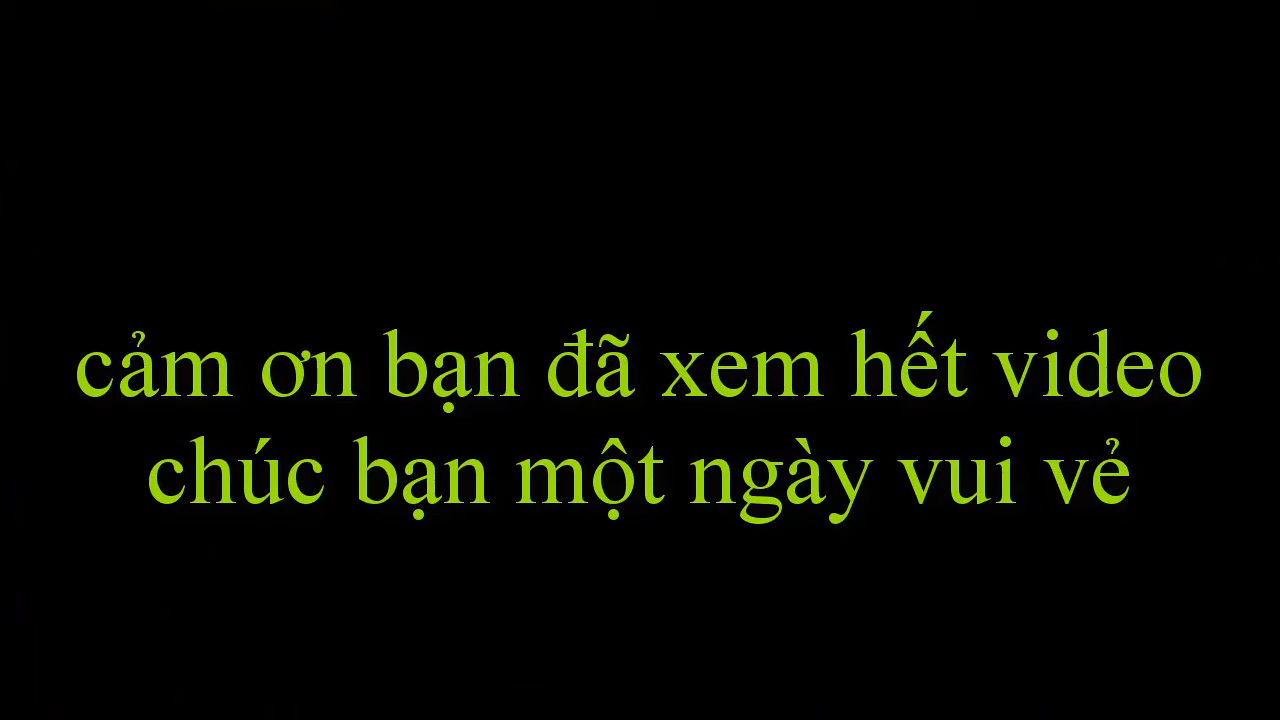 cảm ơn bạn đã xem hết video
chúc bạn một ngày vui vẻ